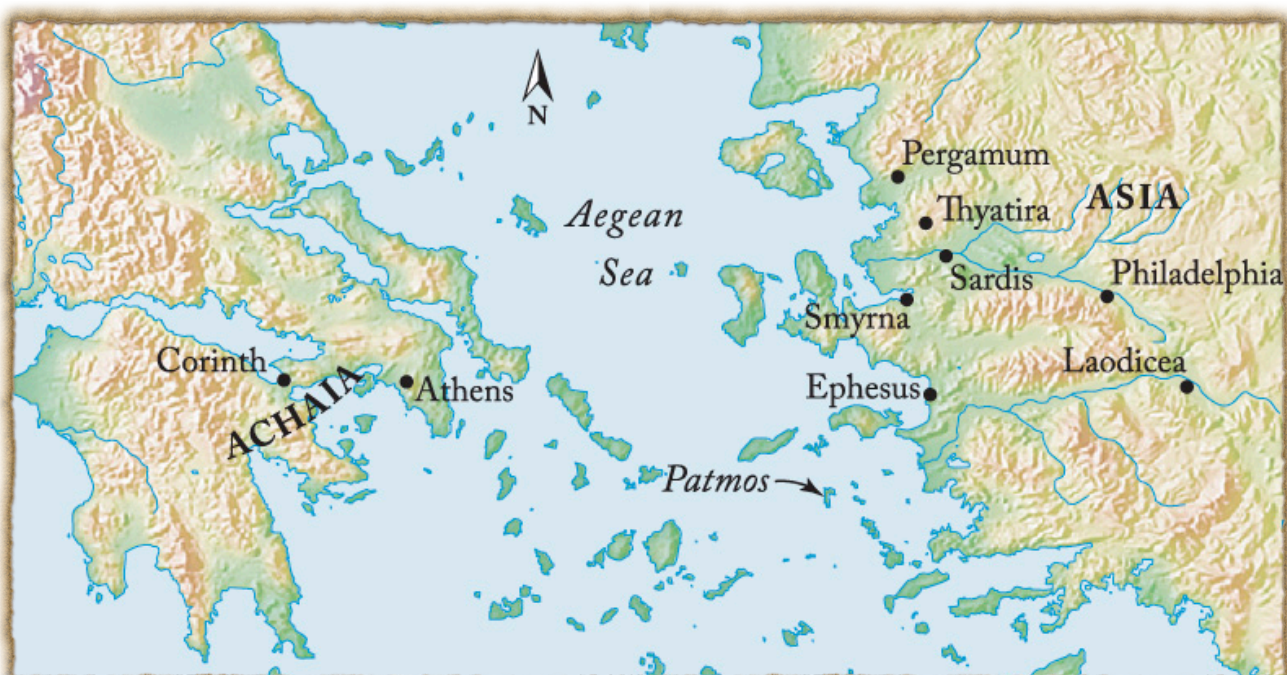 N
Pergamum
ASIA
Thyatira
Aegean
Sea
Sardis
Philadelphia
Smyrna
Corinth
Laodicea
ACHAIA
Athens
Ephesus
Patmos